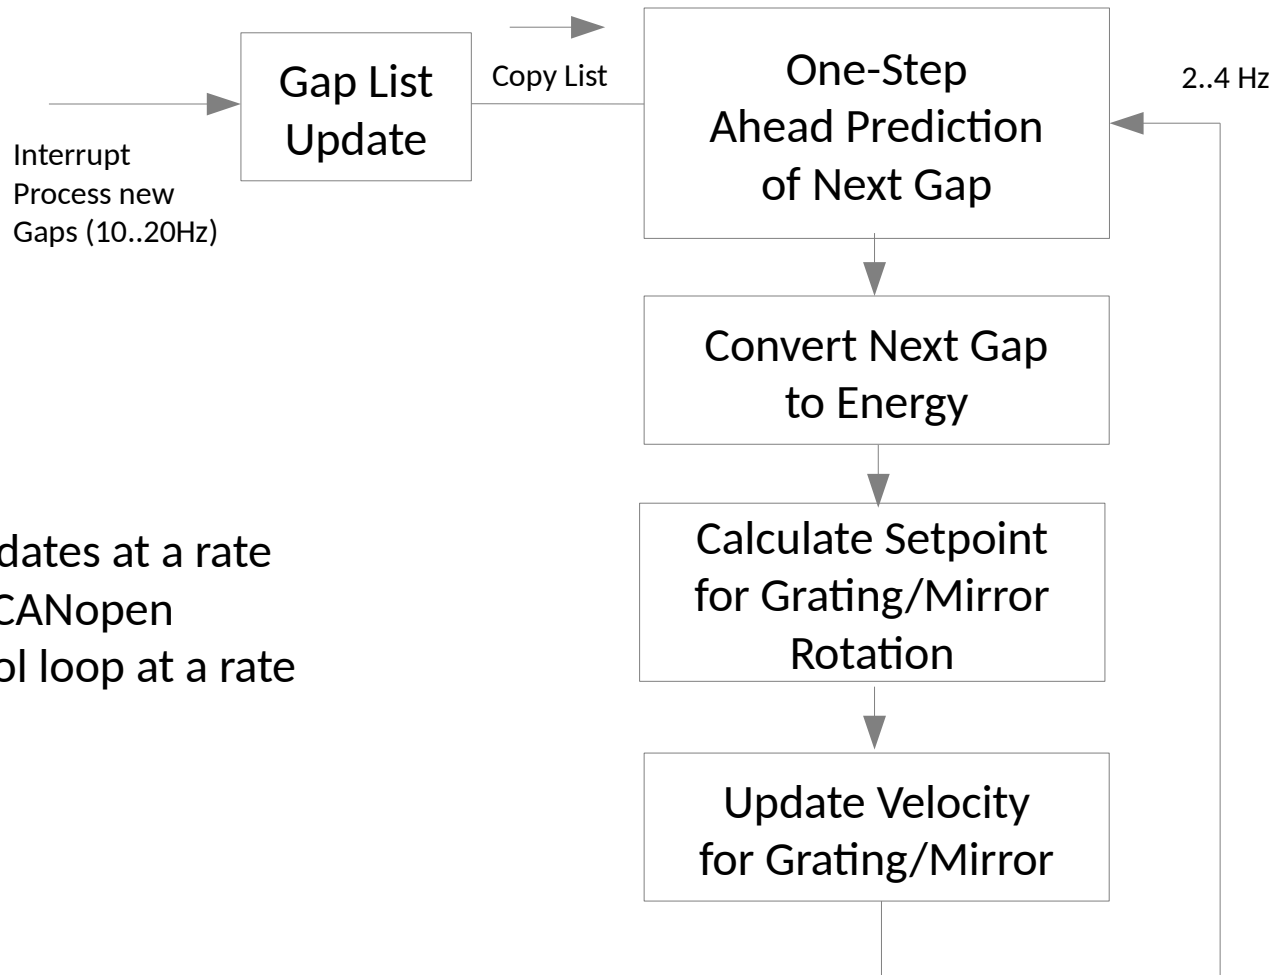 Gap List
Update
Copy List
One-Step
Ahead Prediction
of Next Gap
2..4 Hz
Interrupt
Process new
Gaps (10..20Hz)
Convert Next Gap
to Energy
Calculate Setpoint
for Grating/Mirror
Rotation
dates at a rate
CANopen
ol loop at a rate
Update Velocity
for Grating/Mirror